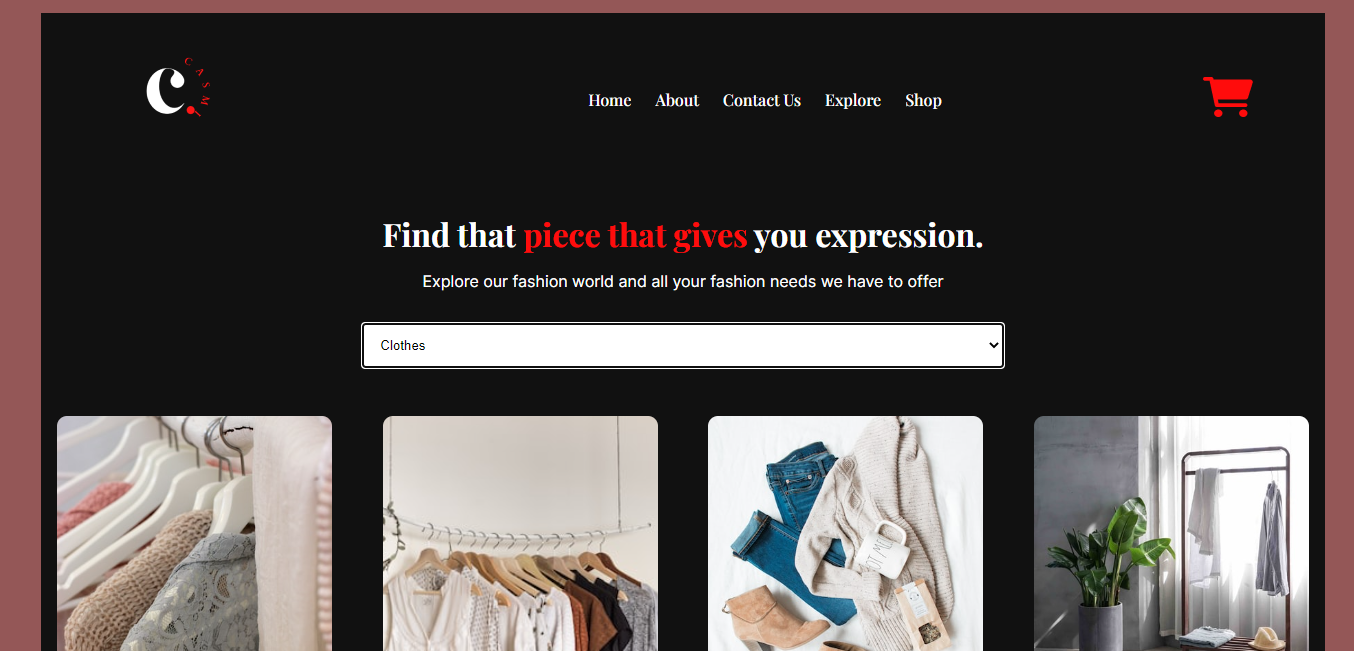 C
CASMI
Home About Contact Us Explore Shop
Find that piece that gives you expression.
Explore our fashion world and all your fashion needs we have to offer
Clothes